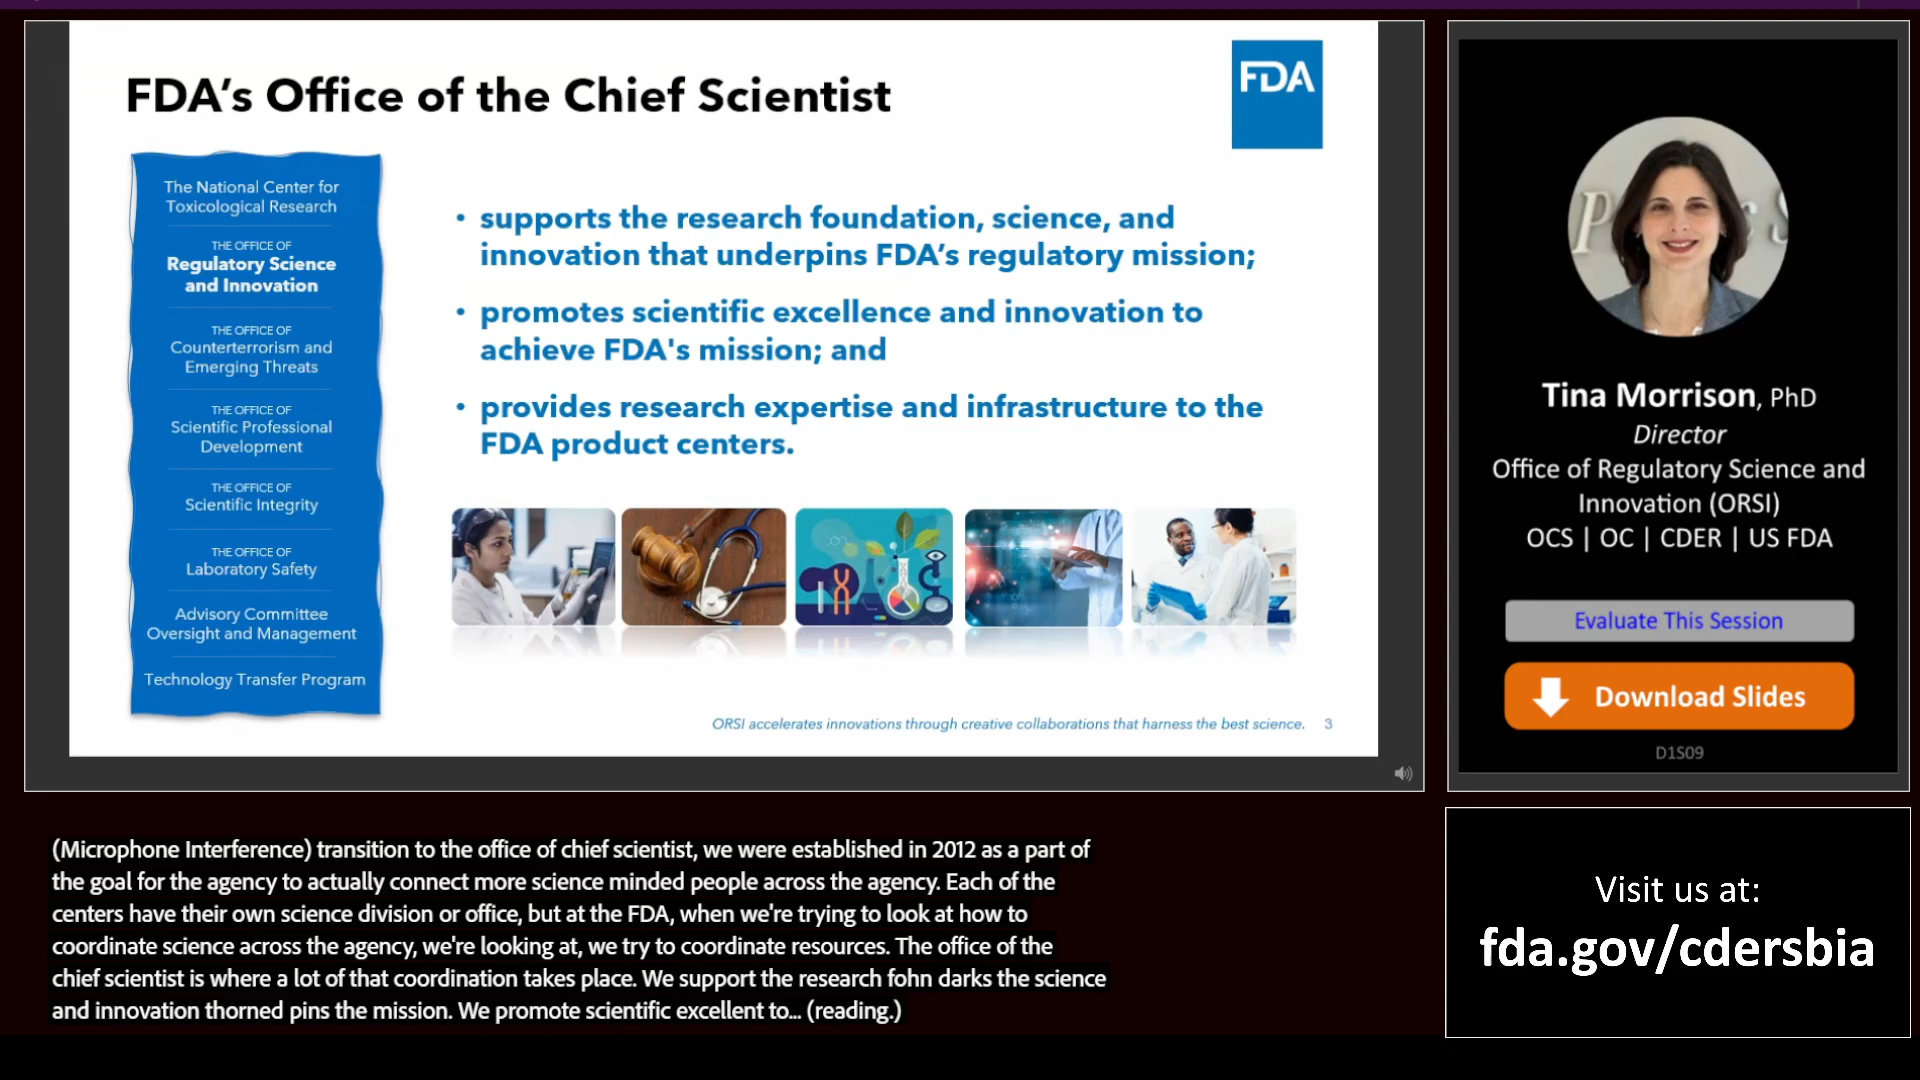 FDA's Office of the Chief Scientist
FDA
The National Center for
Toxicological Research
THE OFFICE OF
Regulatory Science
and Innovation
THE OFFICE OF
Counterterrorism and
Emerging Threats
THE OFFICE OF
Scientific Professional
Development
THE OFFICE OF
Scientific Integrity
THE OFFICE OF
Laboratory Safety
Advisory Committee
Oversight and Management
Technology Transfer Program
• supports the research foundation, science, and
innovation that underpins FDA's regulatory mission;
• promotes scientific excellence and innovation to
achieve FDA's mission; and
• provides research expertise and infrastructure to the
FDA product centers.
ORSI accelerates innovations through creative collaborations that harness the best science. 3
Tina Morrison, PhD
Director
Office of Regulatory Science and
Innovation (ORSI)
OCS | OC | CDER | US FDA
Evaluate This Session
Download Slides
D1S09
(Microphone Interference) transition to the office of chief scientist, we were established in 2012 as a part of
the goal for the agency to actually connect more science minded people across the agency. Each of the
centers have their own science division or office, but at the FDA, when we're trying to look at how to
coordinate science across the agency, we're looking at, we try to coordinate resources. The office of the
chief scientist is where a lot of that coordination takes place. We support the research fohn darks the science
and innovation thorned pins the mission. We promote scientific excellent to... (reading.)
Visit us at:
fda.gov/cdersbia